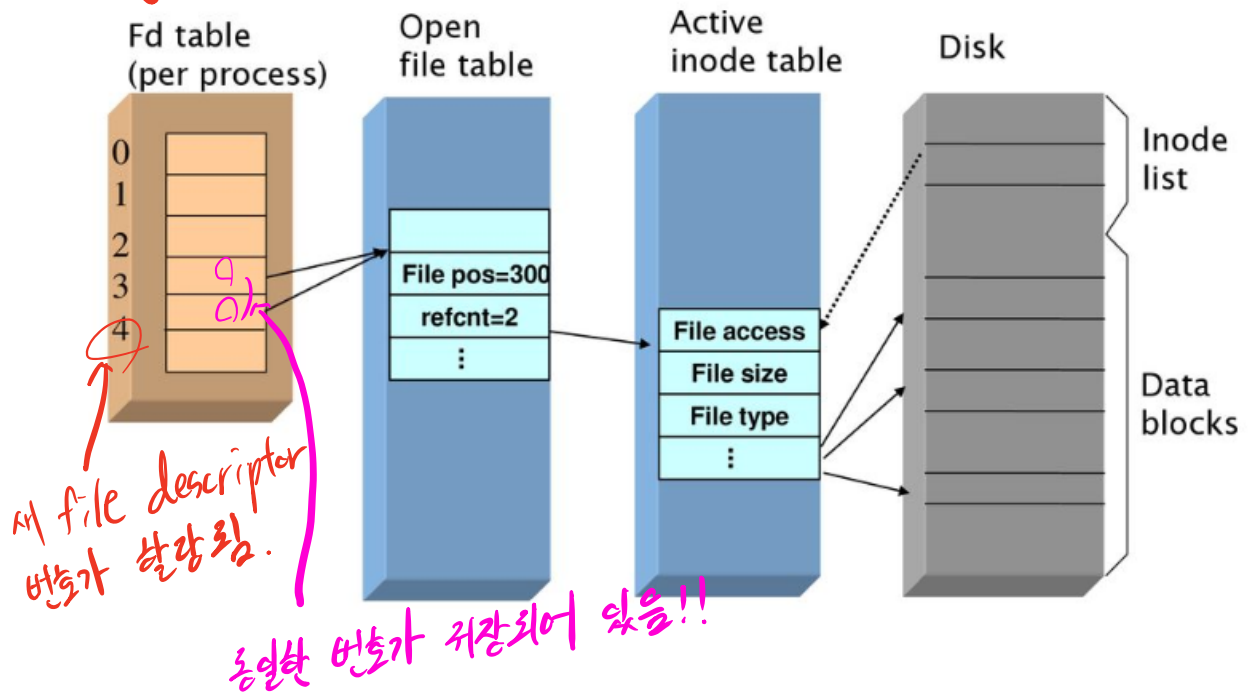 Fd table
(per process)
Open
file table
Active
inode table
Disk
0
1
2
3
4
File pos=300
refcnt=2
⋮
File access
File size
File type
⋮
Inode
list
Data
blocks
새 file descriptor
번호가 할당됨.
동일한 번호가 저장되어 있음!!